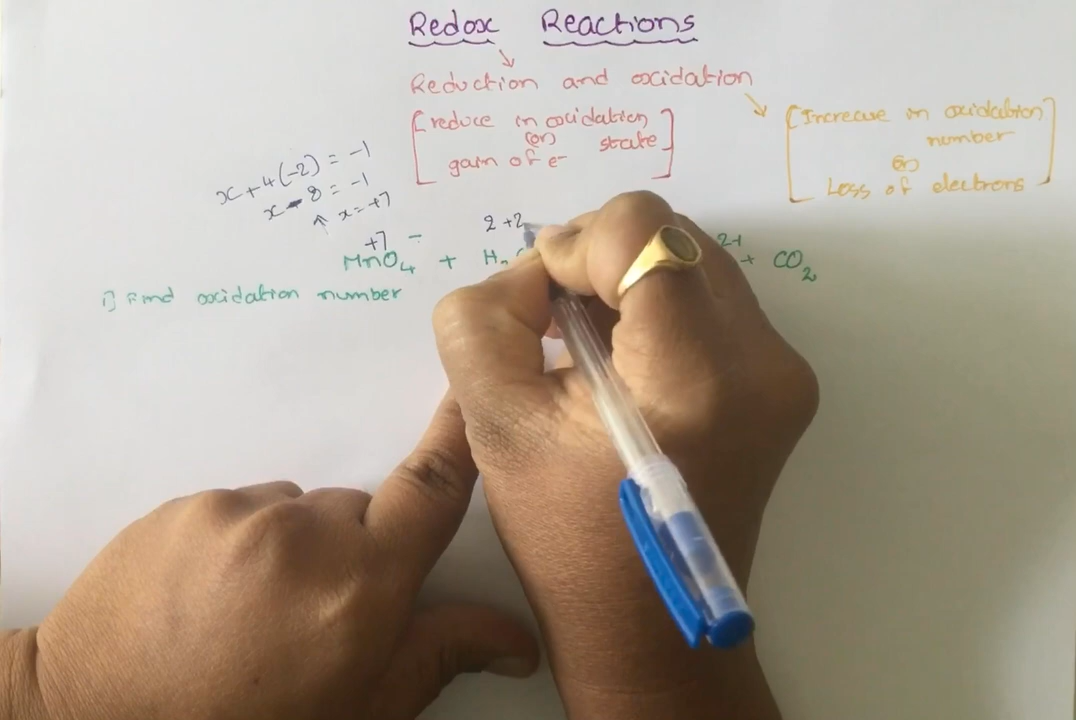 Redox Reactions
↓
Reduction and oxidation
[reduce in oxidation
(or) state]
gain of e-
[Increase in oxidation
number
(or)
Loss of electrons]
x+4(-2) = -1
x-8 = -1
↑ x=+7
2+2
+7 -
MnO4 + H2
2+
+ CO2
1) Find oxidation number